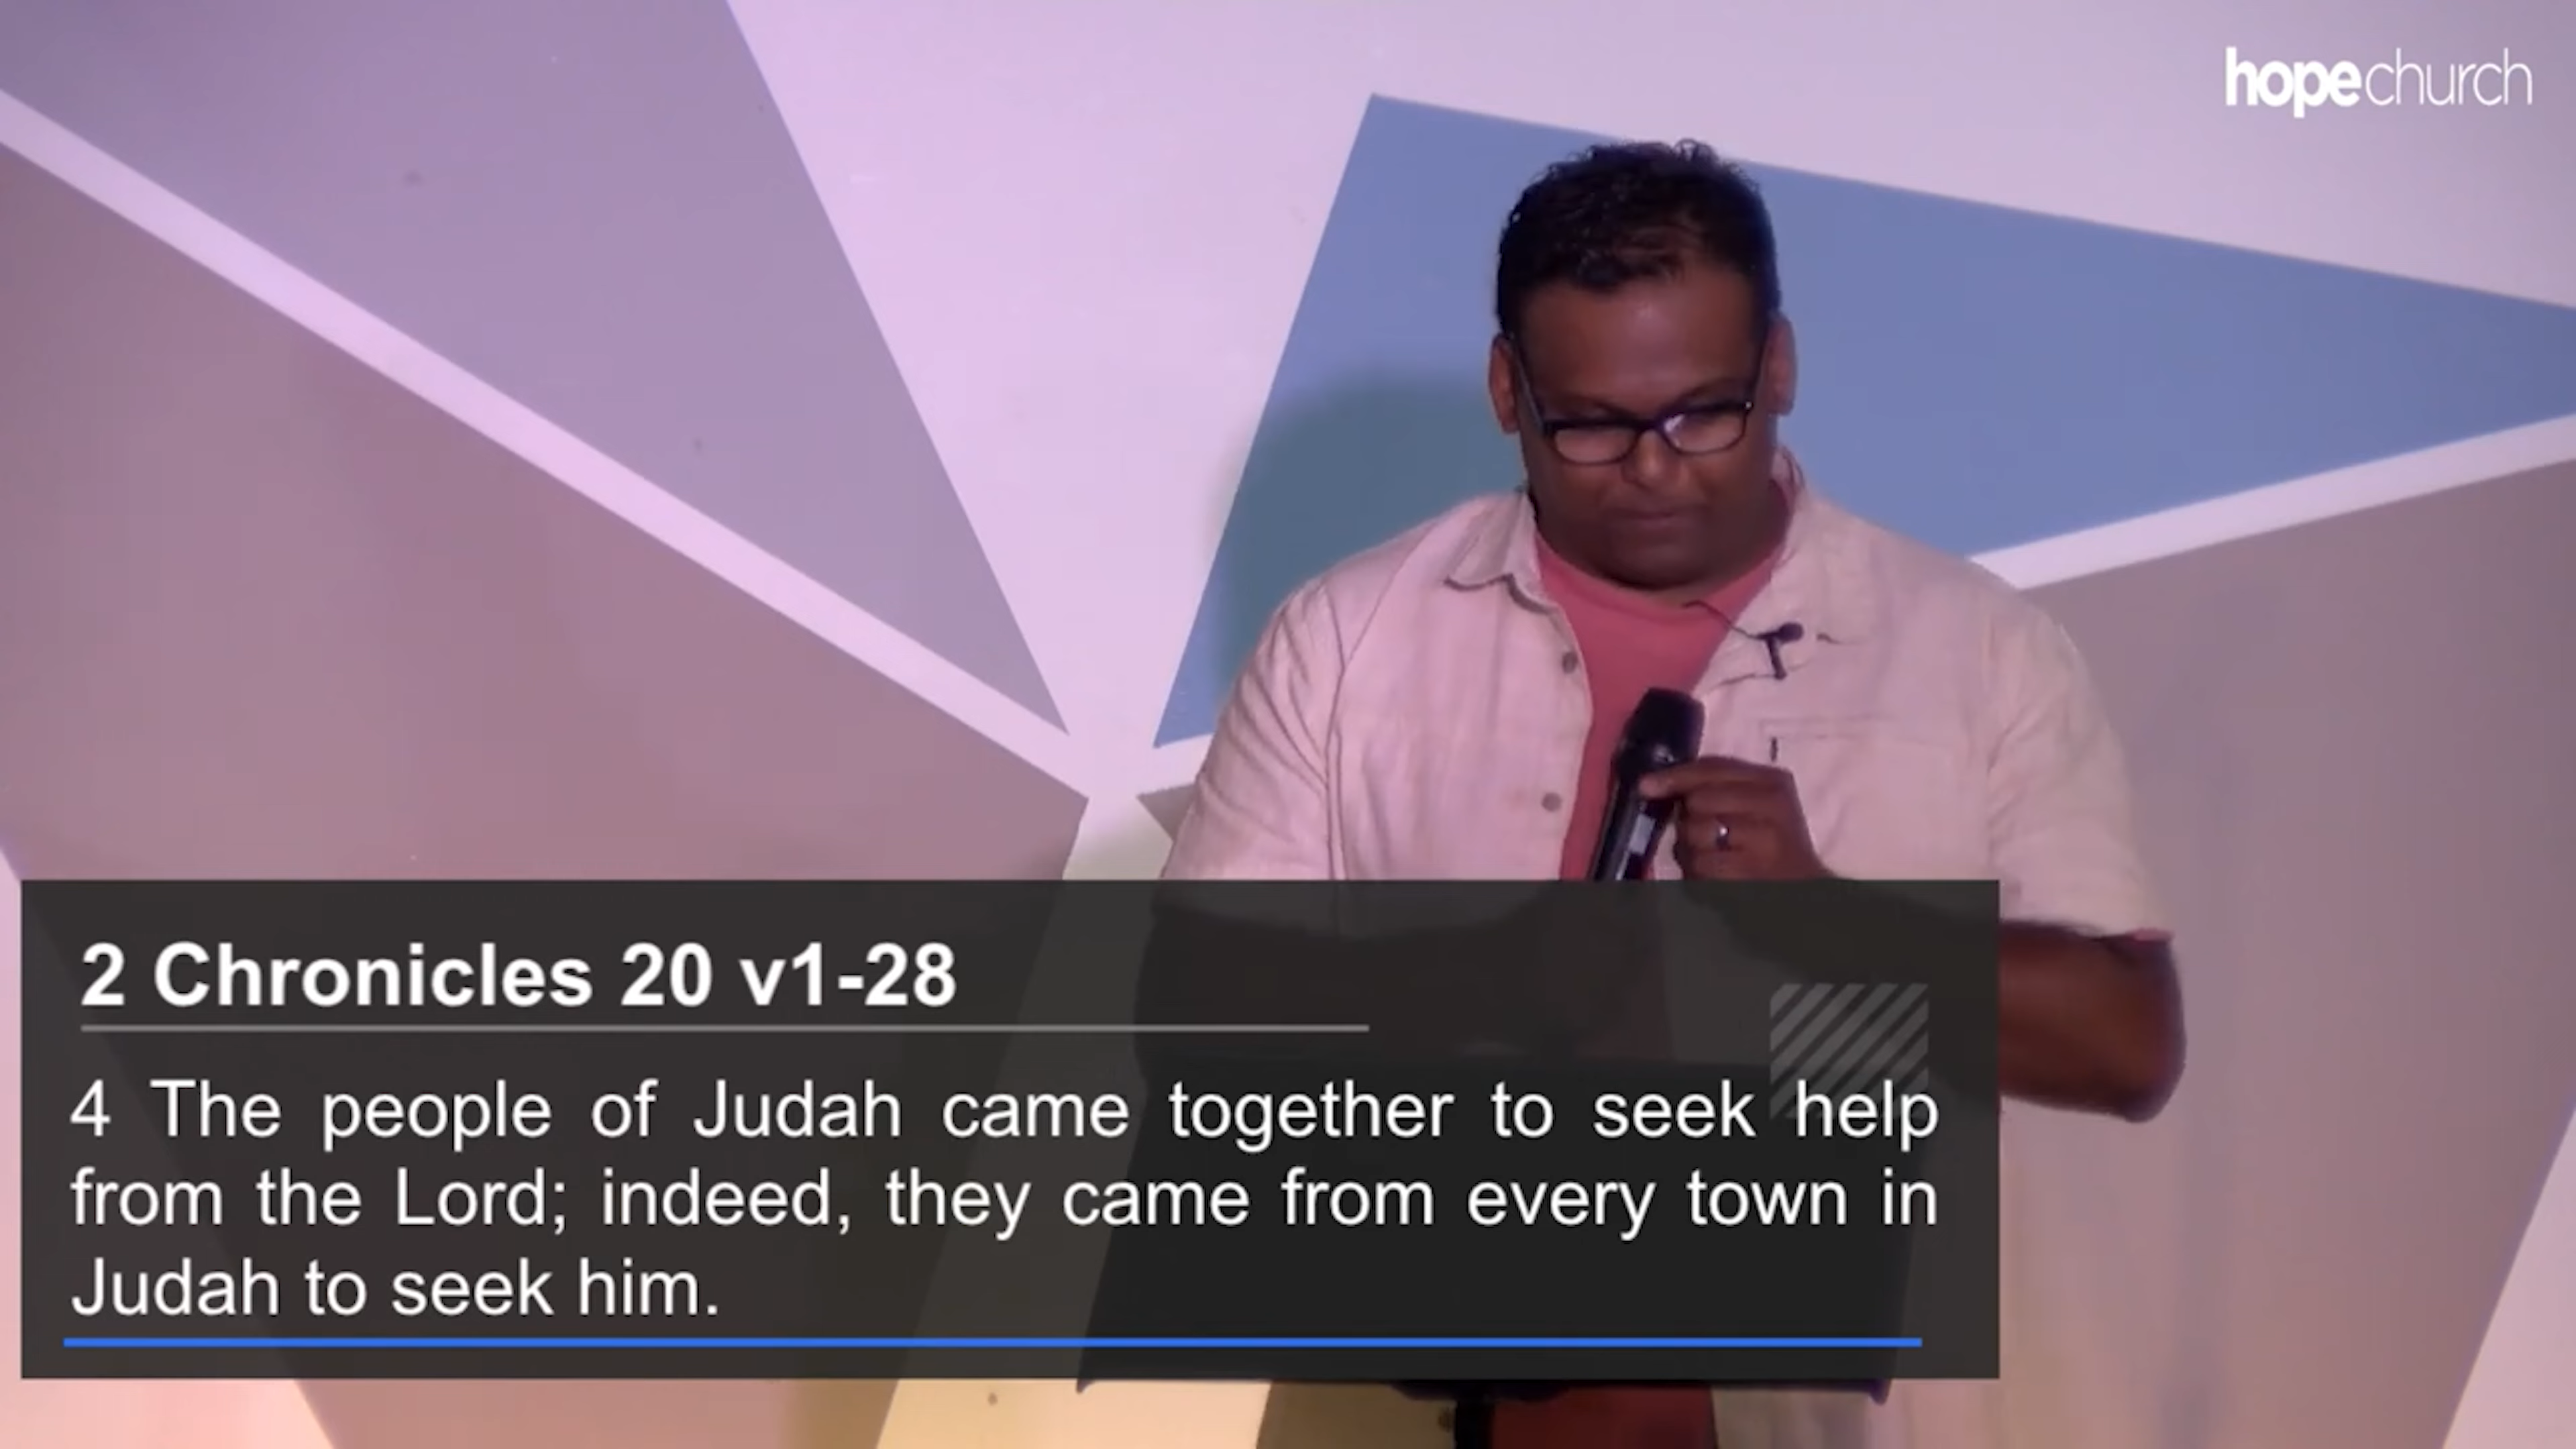 hopechurch
2 Chronicles 20 v1-28
4 The people of Judah came together to seek help
from the Lord; indeed, they came from every town in
Judah to seek him.